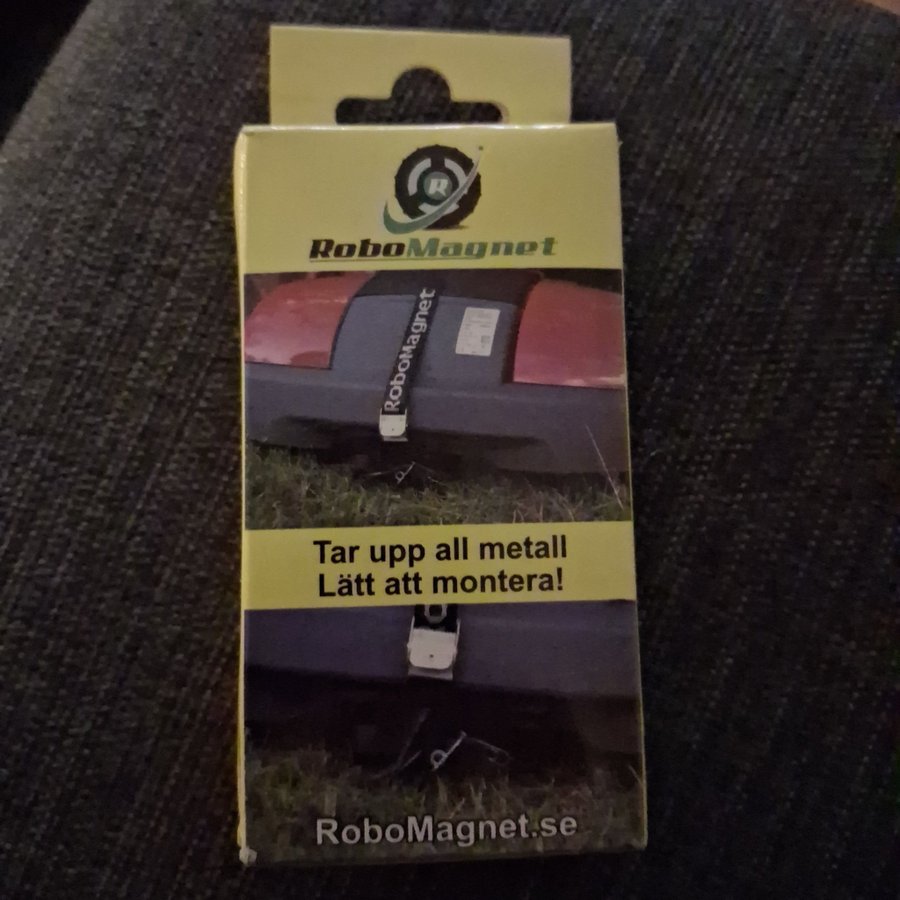 R
RoboMagnet
RoboMagnet
Tar upp all metall
Lätt att montera!
RoboMagnet.se